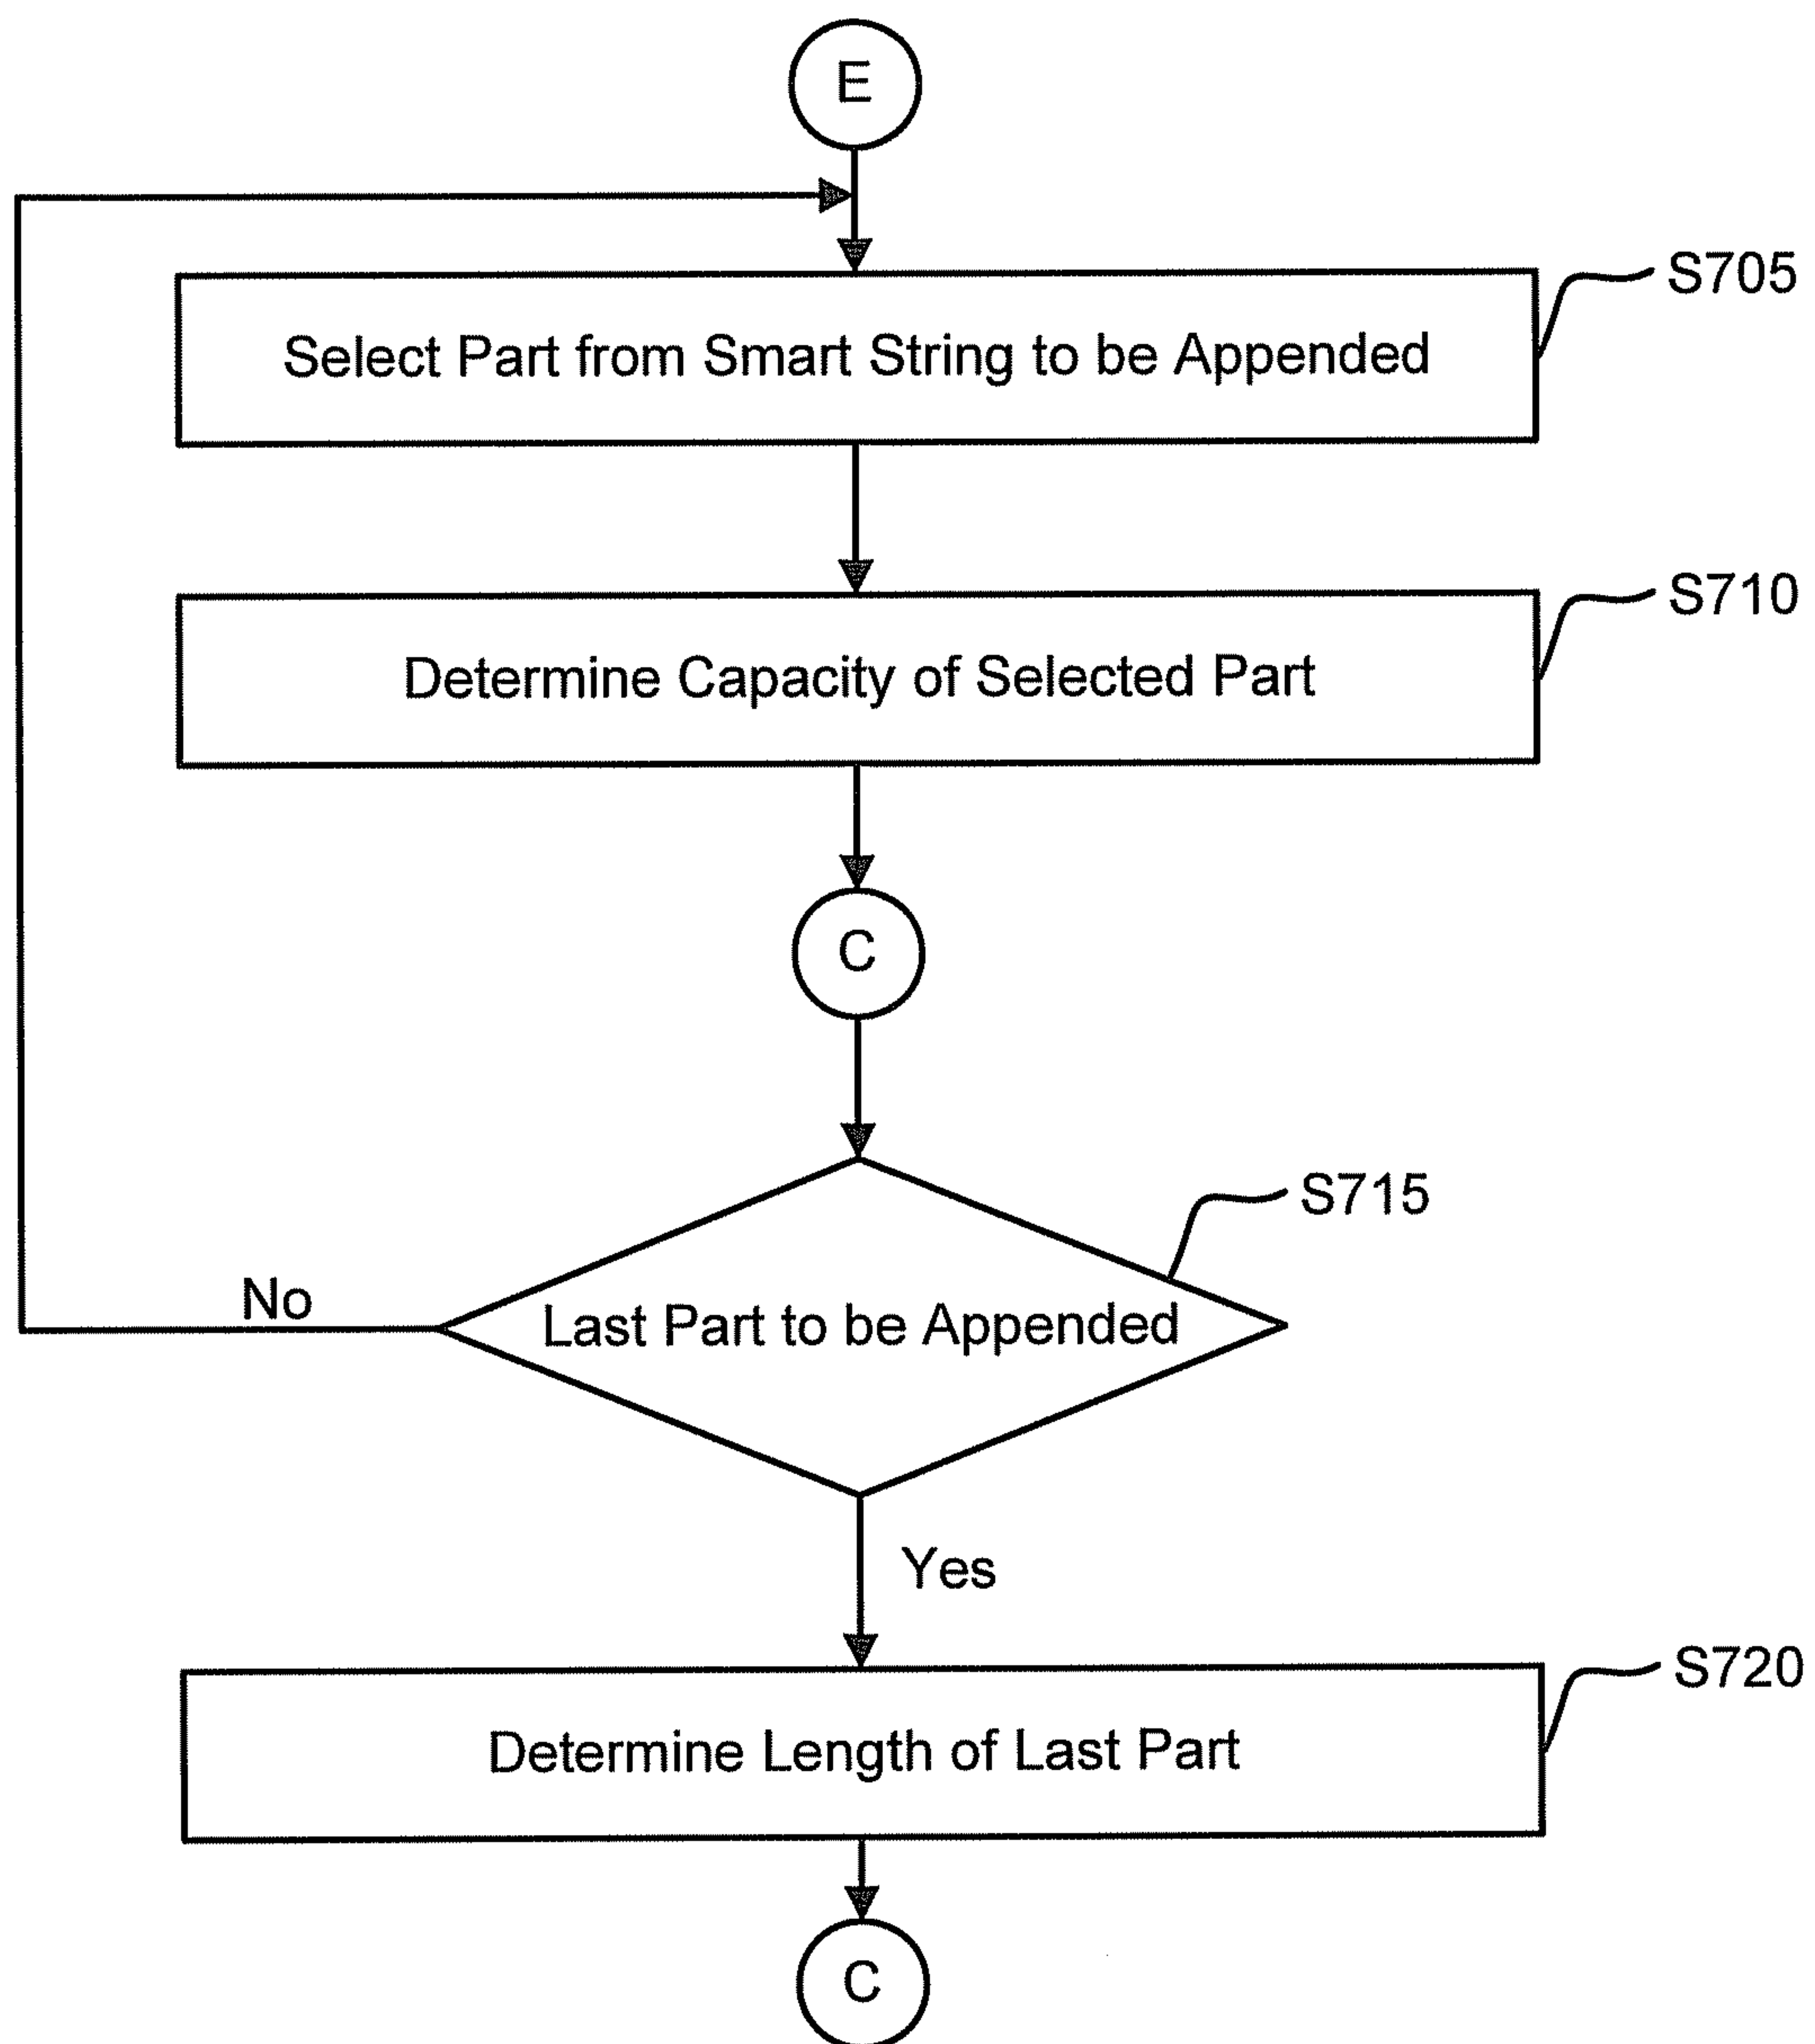 E
S705
Select Part from Smart String to be Appended
S710
Determine Capacity of Selected Part
C
S715
No
Last Part to be Appended
Yes
S720
Determine Length of Last Part
C